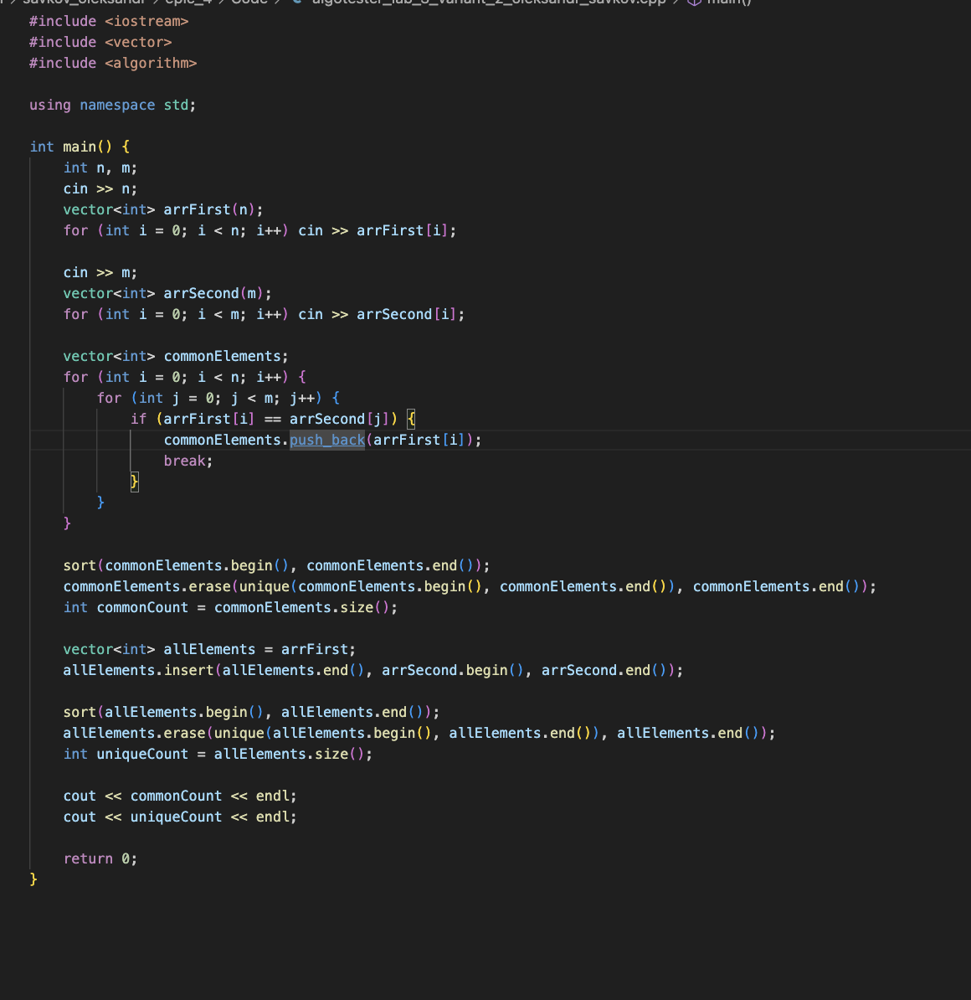 savkov_oleksandr > epic_4 > Code > algotester_lab_3_variant_2_oleksandr_savkov.cpp > main()
#include <iostream>
#include <vector>
#include <algorithm>
using namespace std;
int main() {
int n, m;
cin >> n;
vector<int> arrFirst(n);
for (int i = 0; i < n; i++) cin >> arrFirst[i];
cin >> m;
vector<int> arrSecond(m);
for (int i = 0; i < m; i++) cin >> arrSecond[i];
vector<int> commonElements;
for (int i = 0; i < n; i++) {
for (int j = 0; j < m; j++) {
if (arrFirst[i] == arrSecond[j]) {
commonElements.push_back(arrFirst[i]);
break;
}
}
}
sort(commonElements.begin(), commonElements.end());
commonElements.erase(unique(commonElements.begin(), commonElements.end()), commonElements.end());
int commonCount = commonElements.size();
vector<int> allElements = arrFirst;
allElements.insert(allElements.end(), arrSecond.begin(), arrSecond.end());
sort(allElements.begin(), allElements.end());
allElements.erase(unique(allElements.begin(), allElements.end()), allElements.end());
int uniqueCount = allElements.size();
cout << commonCount << endl;
cout << uniqueCount << endl;
return 0;
}